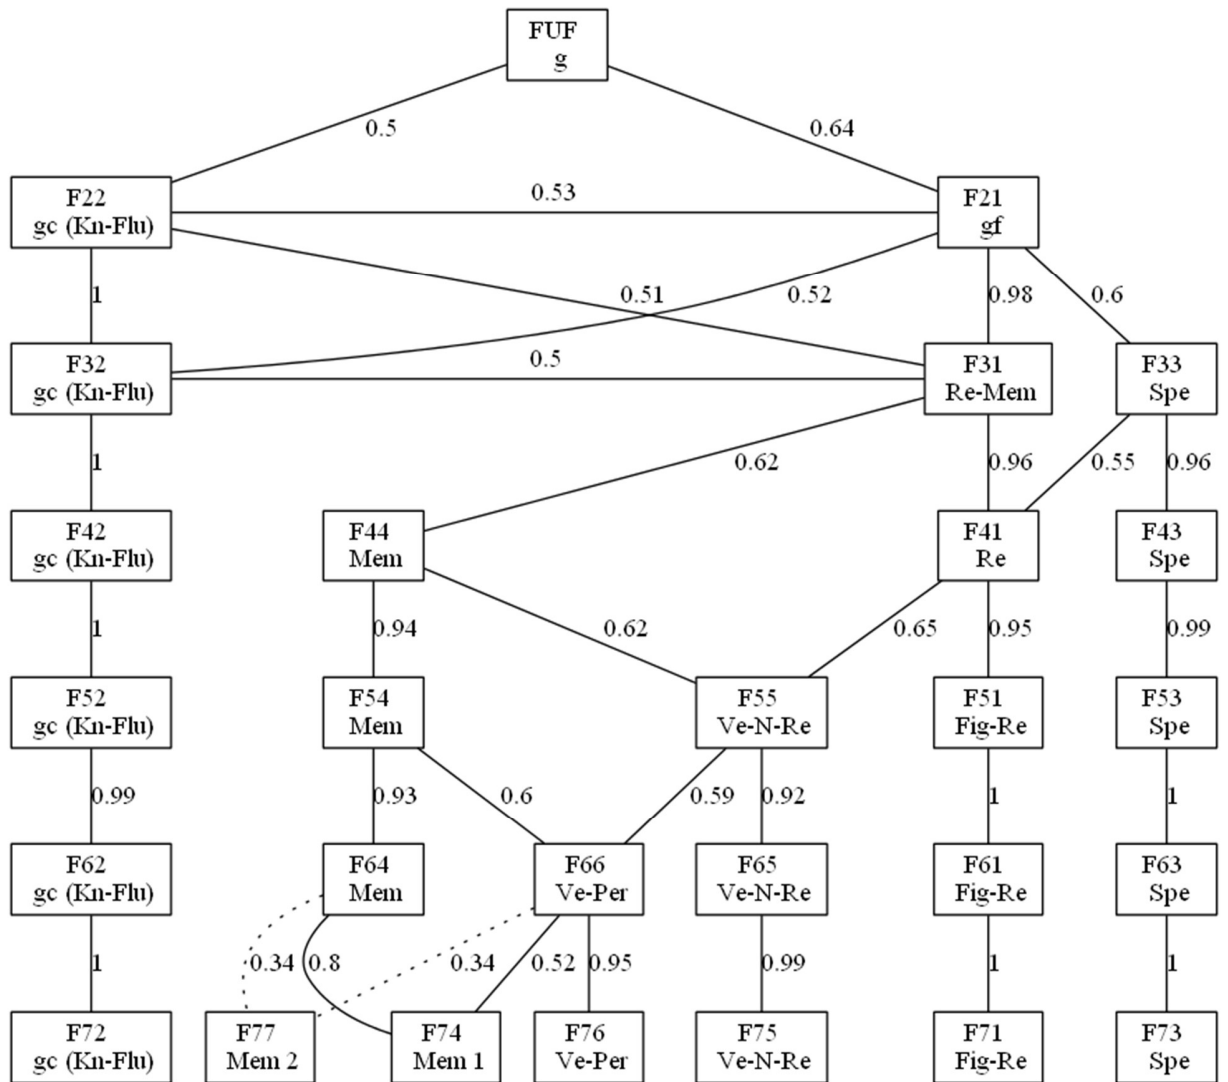 FUF
g
0.5
0.64
F22
gc (Kn-Flu)
0.53
F21
gf
1
0.51
0.52
0.98
0.6
F32
gc (Kn-Flu)
0.5
F31
Re-Mem
F33
Spe
1
0.62
0.96
0.55
0.96
F42
gc (Kn-Flu)
F44
Mem
F41
Re
F43
Spe
1
0.94
0.62
0.65
0.95
0.99
F52
gc (Kn-Flu)
F54
Mem
F55
Ve-N-Re
F51
Fig-Re
F53
Spe
0.99
0.93
0.6
0.59
0.92
1
1
F62
gc (Kn-Flu)
F64
Mem
F66
Ve-Per
F65
Ve-N-Re
F61
Fig-Re
F63
Spe
1
0.34
0.8
0.34
0.52
0.95
0.99
1
1
F72
gc (Kn-Flu)
F77
Mem 2
F74
Mem 1
F76
Ve-Per
F75
Ve-N-Re
F71
Fig-Re
F73
Spe